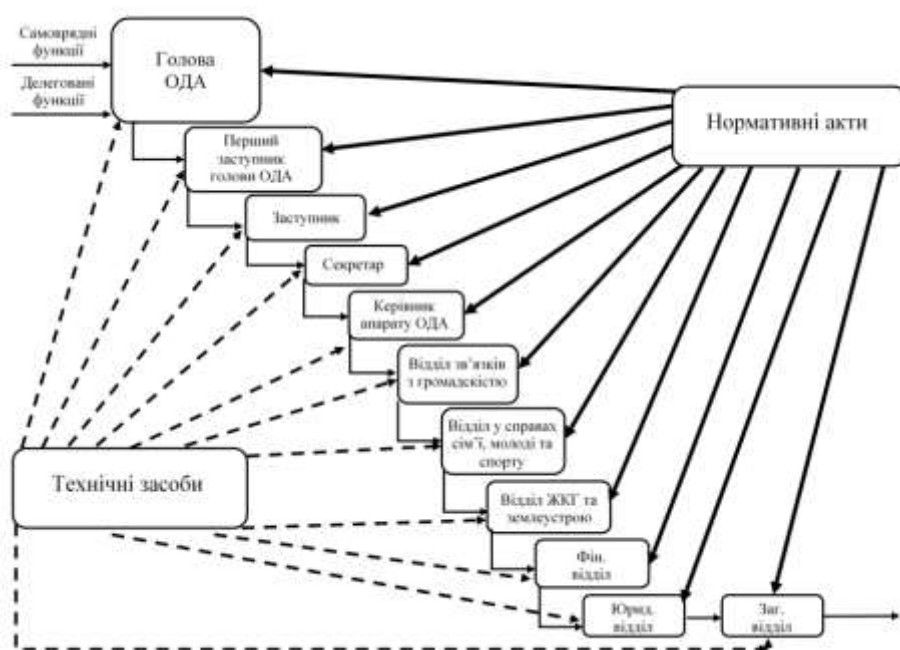 Самоврядні
функції
Делеговані
функції
Голова
ОДА
Нормативні акти
Перший
заступник
голови ОДА
Заступник
Секретар
Керівник
апарату ОДА
Відділ зв’язків
з громадскістю
Відділ у справах
сім’ї, молоді та
спорту
Технічні засоби
Відділ ЖКГ та
землеустрою
Фін.
відділ
Юрид.
відділ
Заг.
відділ